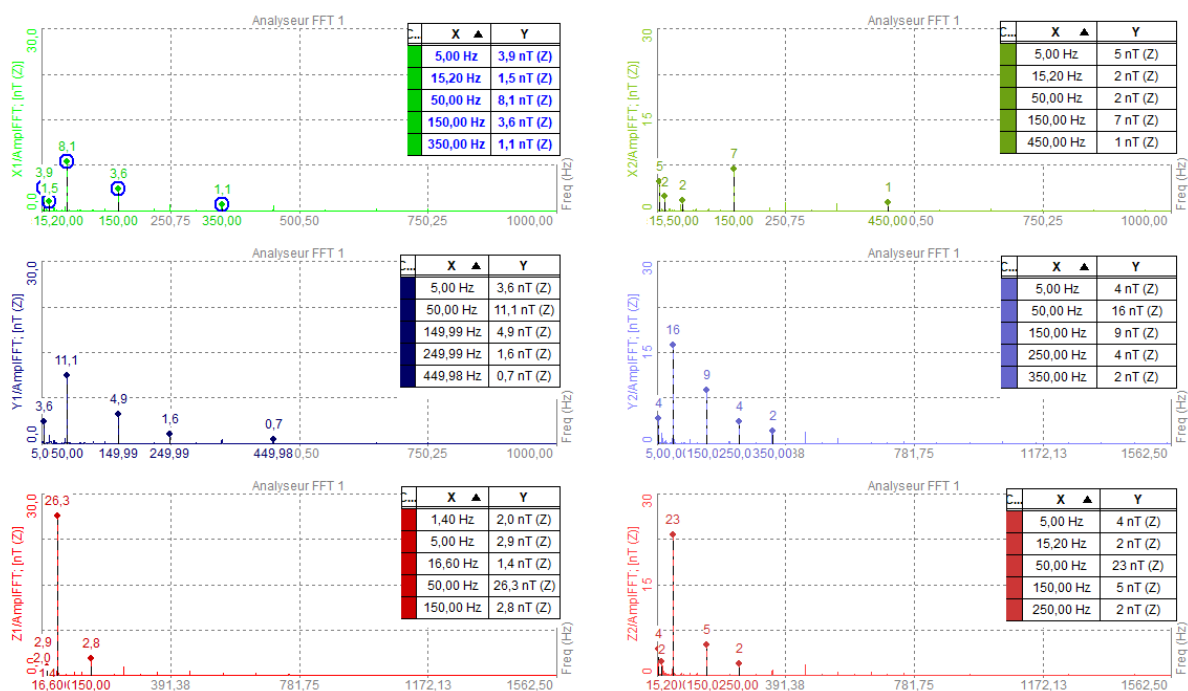 Analyseur FFT 1
X1/AmplFFT; [nT (Z)]
30,0
0,0
C... X Y
5,00 Hz 3,9 nT (Z)
15,20 Hz 1,5 nT (Z)
50,00 Hz 8,1 nT (Z)
150,00 Hz 3,6 nT (Z)
350,00 Hz 1,1 nT (Z)
3,9 1,5 8,1 3,6 1,1
150,00 250,75 350,00 500,50 750,25 1000,00
Freq (Hz)
Analyseur FFT 1
X2/AmplFFT; [nT (Z)]
30
15
0
C... X Y
5,00 Hz 5 nT (Z)
15,20 Hz 2 nT (Z)
50,00 Hz 2 nT (Z)
150,00 Hz 7 nT (Z)
450,00 Hz 1 nT (Z)
5 2 2 7 1
150,00 250,75 450,00 750,25 1000,00
Freq (Hz)
Analyseur FFT 1
Y1/AmplFFT; [nT (Z)]
30,0
0,0
C... X Y
5,00 Hz 3,6 nT (Z)
50,00 Hz 11,1 nT (Z)
149,99 Hz 4,9 nT (Z)
249,99 Hz 1,6 nT (Z)
449,98 Hz 0,7 nT (Z)
3,6 11,1 4,9 1,6 0,7
50,00 149,99 249,99 449,98 750,25 1000,00
Freq (Hz)
Analyseur FFT 1
Y2/AmplFFT; [nT (Z)]
30
15
0
C... X Y
5,00 Hz 4 nT (Z)
50,00 Hz 16 nT (Z)
150,00 Hz 9 nT (Z)
250,00 Hz 4 nT (Z)
350,00 Hz 2 nT (Z)
4 16 9 4 2
350,00 781,75 1172,13 1562,50
Freq (Hz)
Analyseur FFT 1
Z1/AmplFFT; [nT (Z)]
30,0
0,0
C... X Y
1,40 Hz 2,0 nT (Z)
5,00 Hz 2,9 nT (Z)
16,60 Hz 1,4 nT (Z)
50,00 Hz 26,3 nT (Z)
150,00 Hz 2,8 nT (Z)
2,9 2,0 1,4 26,3 2,8
150,00 391,38 781,75 1172,13 1562,50
Freq (Hz)
Analyseur FFT 1
Z2/AmplFFT; [nT (Z)]
30
15
0
C... X Y
5,00 Hz 4 nT (Z)
15,20 Hz 2 nT (Z)
50,00 Hz 23 nT (Z)
150,00 Hz 5 nT (Z)
250,00 Hz 2 nT (Z)
4 2 23 5 2
250,00 391,38 781,75 1172,13 1562,50
Freq (Hz)